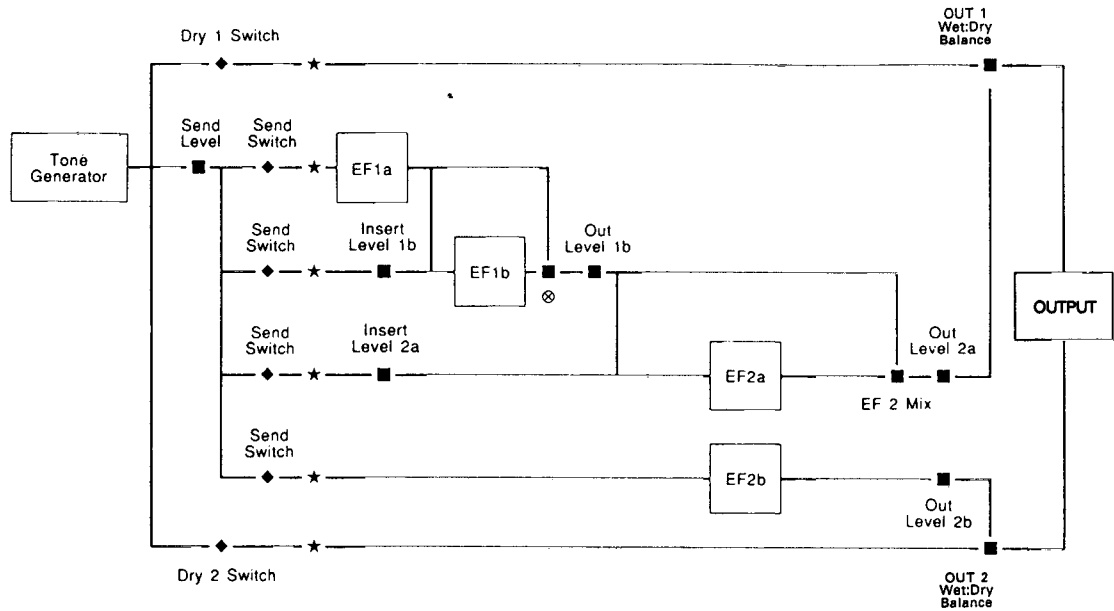 OUT 1
Wet:Dry
Balance
Dry 1 Switch
Send
Level
Send
Switch
Tone
Generator
EF1a
Send
Switch
Insert
Level 1b
Out
Level 1b
EF1b
OUTPUT
Send
Switch
Insert
Level 2a
Out
Level 2a
EF2a
EF 2 Mix
Send
Switch
EF2b
Out
Level 2b
Dry 2 Switch
OUT 2
Wet:Dry
Balance